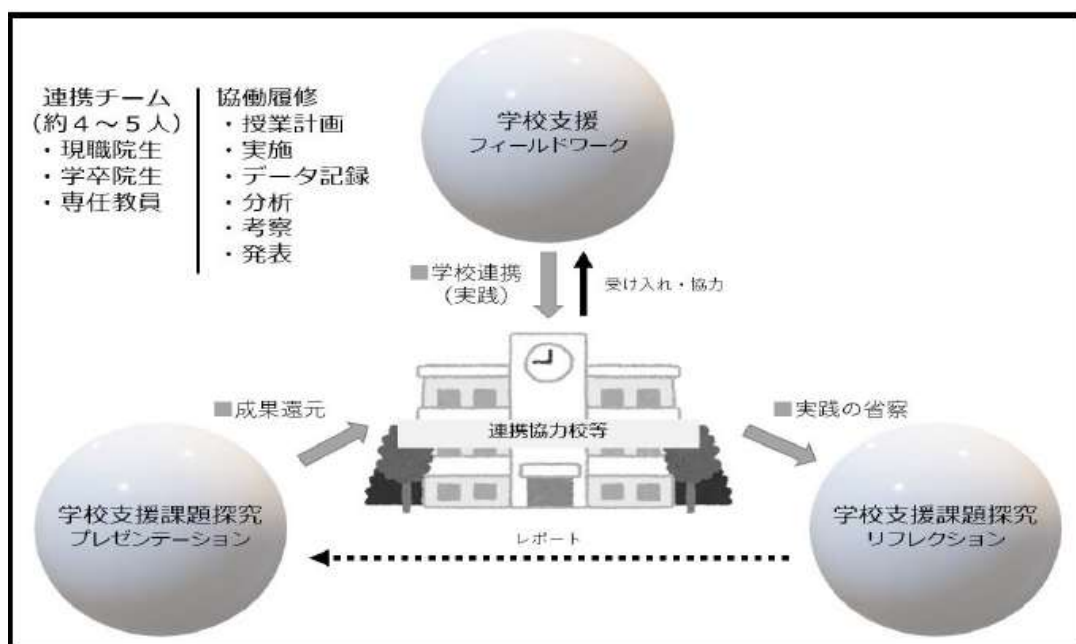 連携チーム
(約4～5人)
・現職院生
・学卒院生
・専任教員
協働履修
・授業計画
・実施
・データ記録
・分析
・考察
・発表
学校支援
フィールドワーク
■学校連携
(実践)
受け入れ・協力
■成果還元
連携協力校等
■実践の省察
学校支援課題探究
プレゼンテーション
レポート
学校支援課題探究
リフレクション